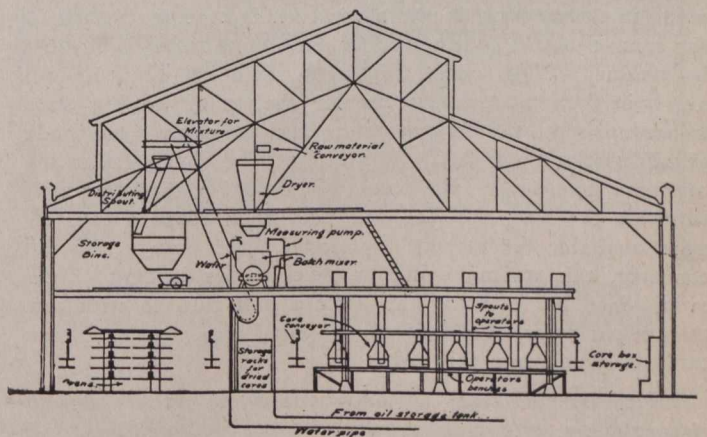 Elevator for
Mixture
Raw material
conveyor.
Dryer.
Distributing
Spout.
Measuring pump.
Storage
Bins.
Water
Batch mixer
Spouts
to
operators
Core
conveyor
Storage
racks
for
dried
cores
Core box
storage.
Operators
benches
From oil storage tank.
Water pipe